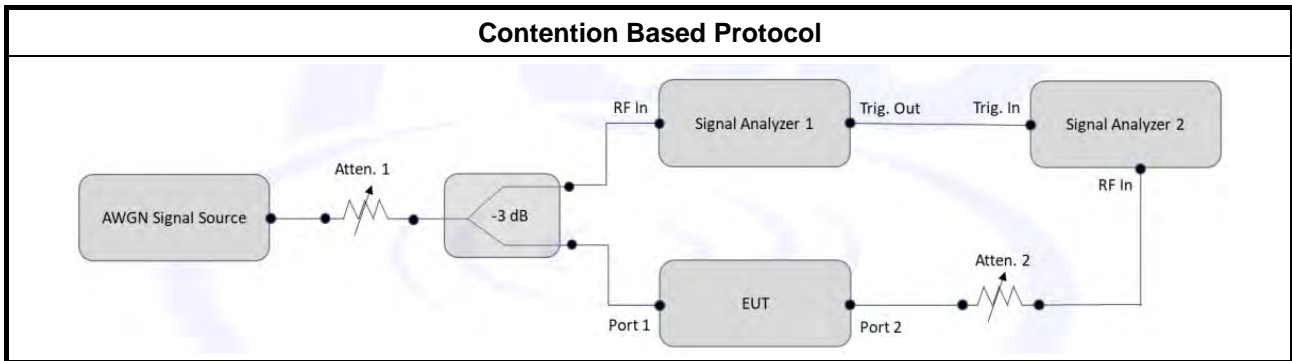 Contention Based Protocol
RF In
Signal Analyzer 1
Trig. Out
Trig. In
Signal Analyzer 2
RF In
Atten. 1
AWGN Signal Source
-3 dB
Atten. 2
EUT
Port 1
Port 2